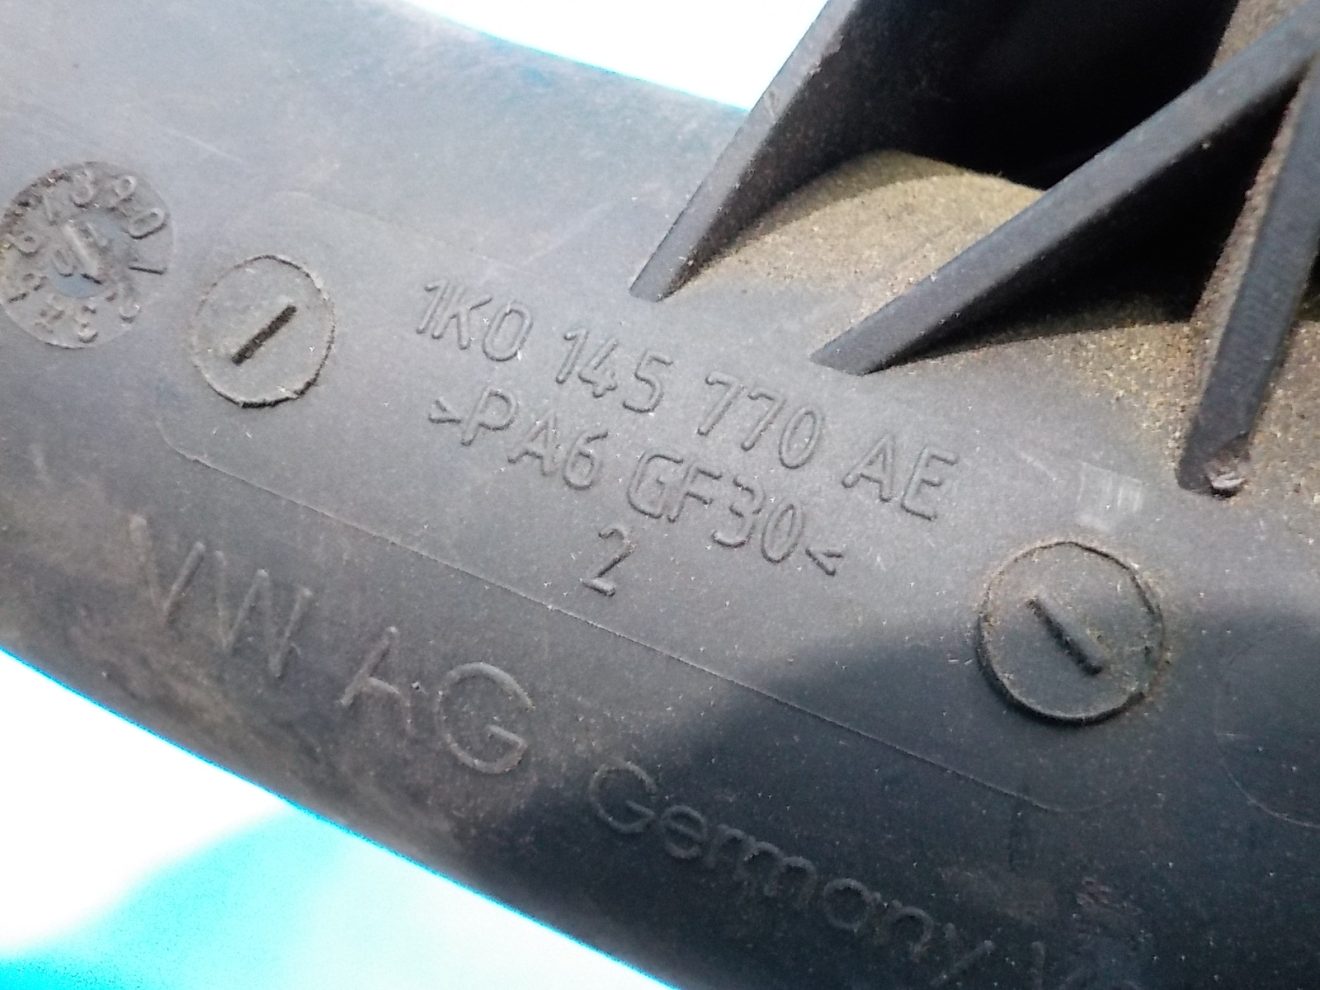 1K0 145 770 AE
>PA6 GF30<
2
VW AG
Germany